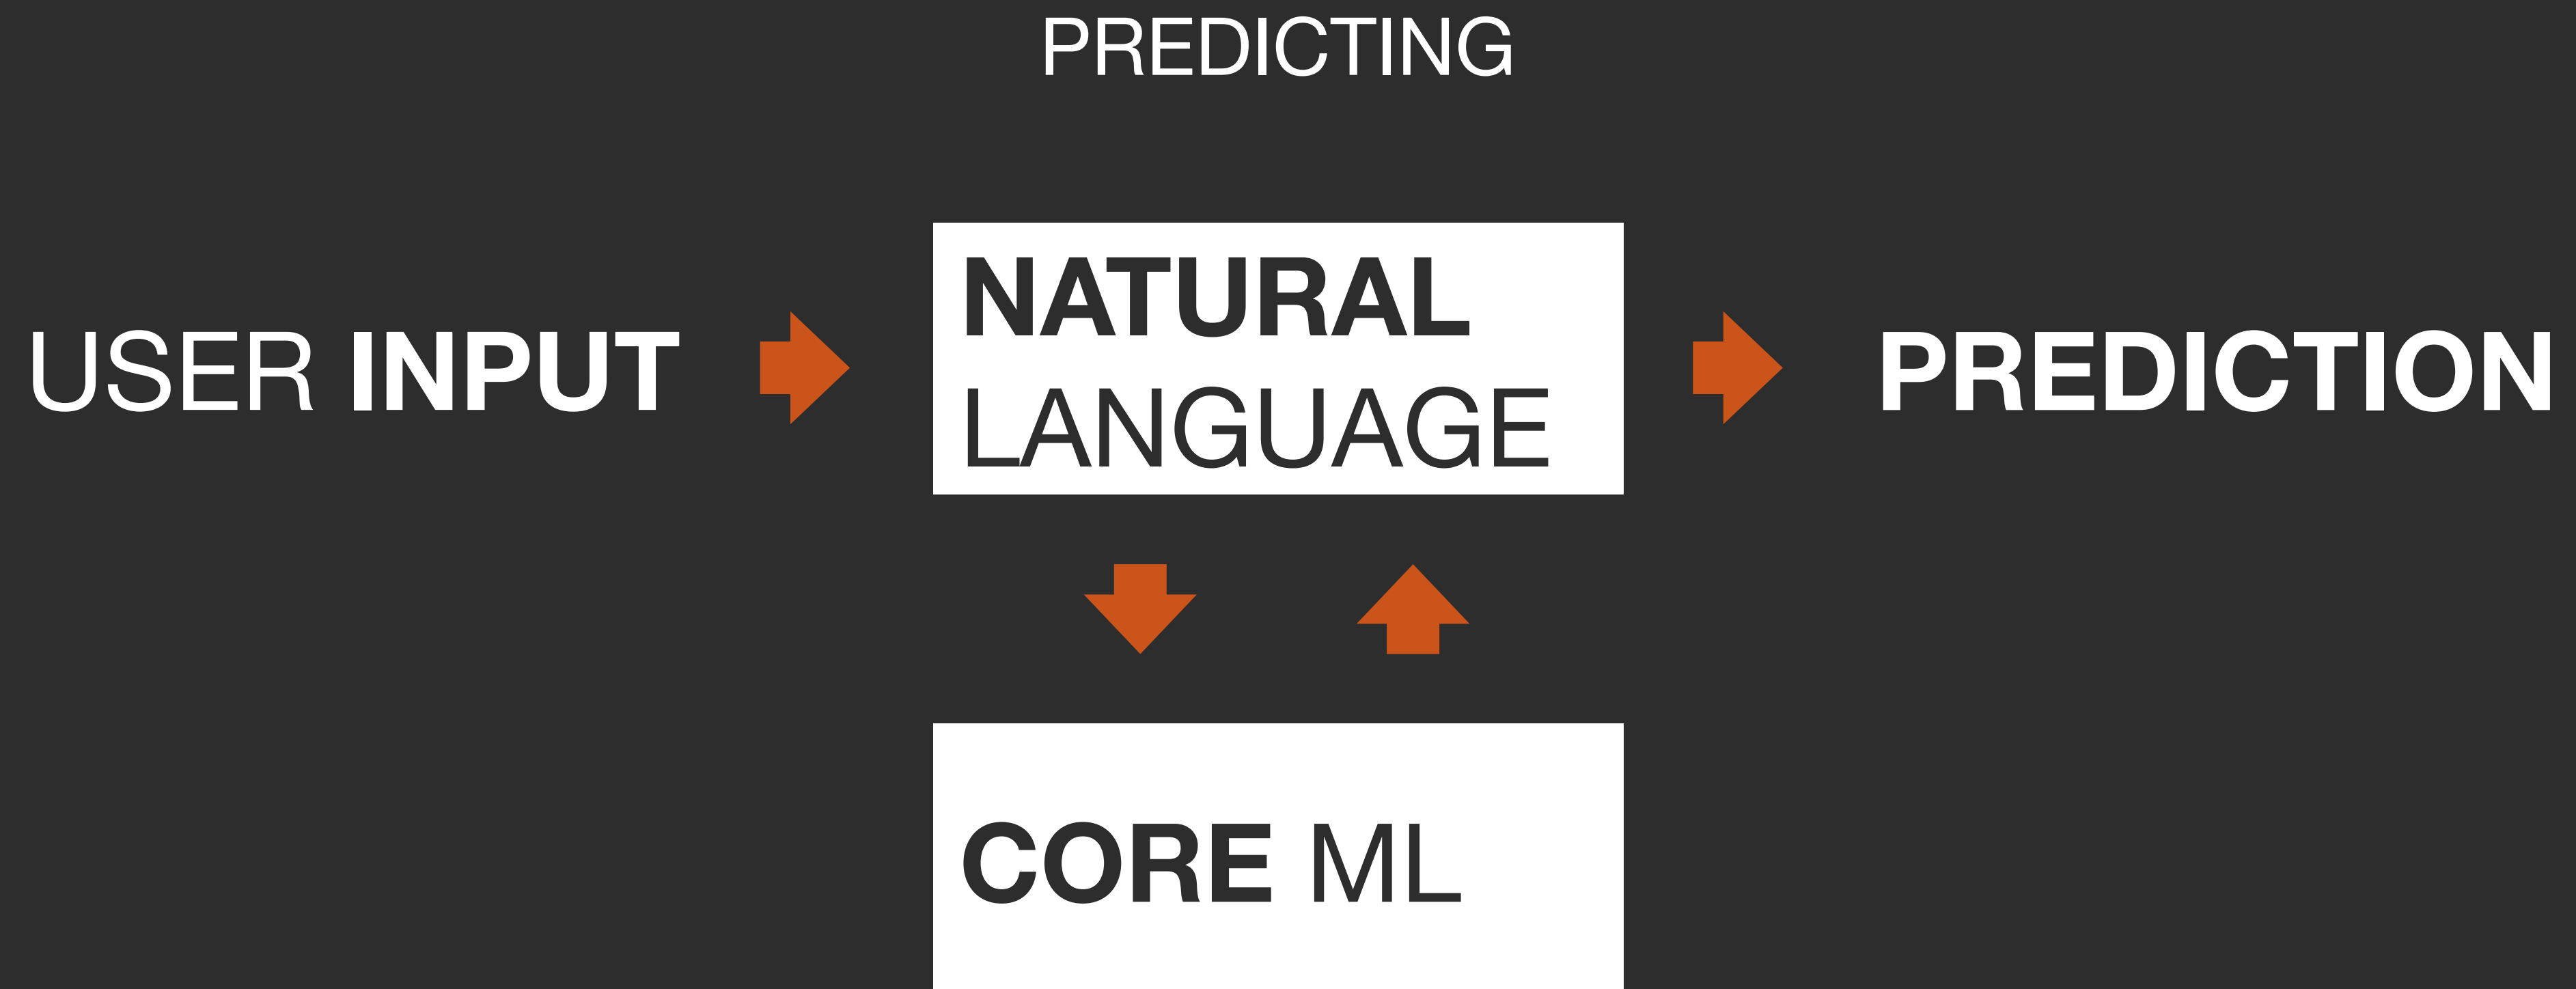 PREDICTING
USER INPUT
NATURAL
LANGUAGE
PREDICTION
CORE ML